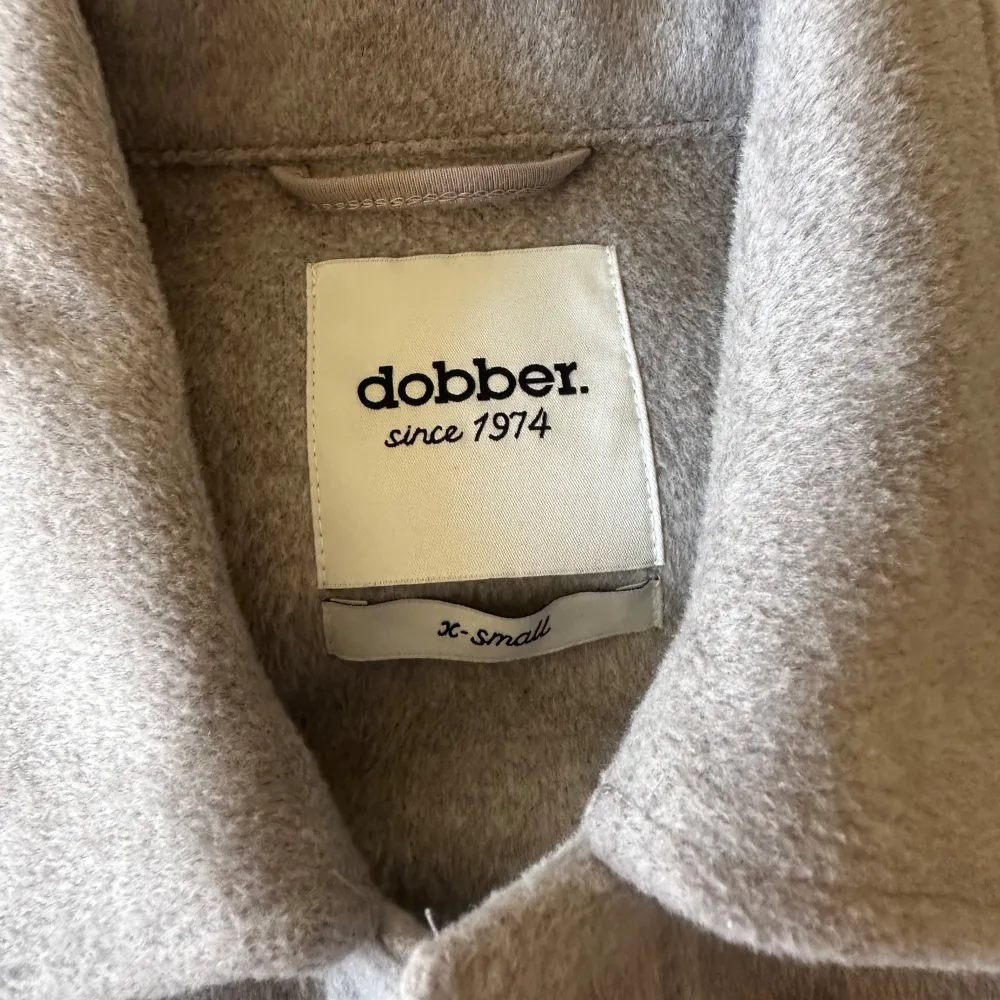 dobber.
since 1974
x-small